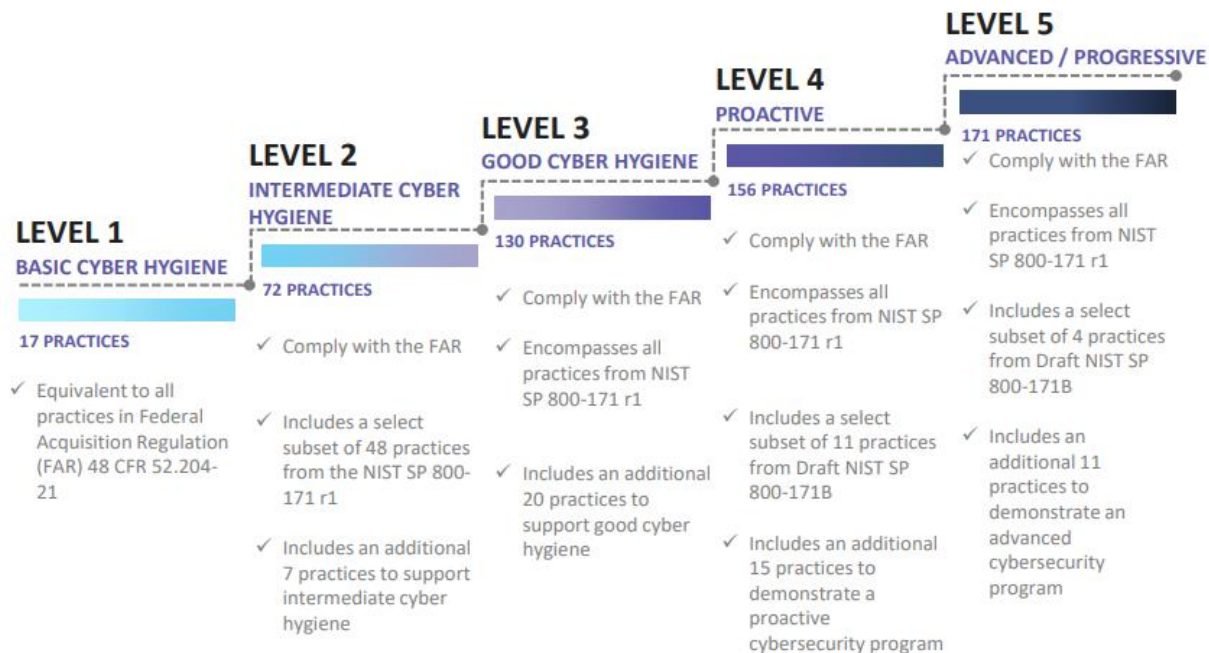 LEVEL 1
BASIC CYBER HYGIENE
17 PRACTICES
✓ Equivalent to all
practices in Federal
Acquisition Regulation
(FAR) 48 CFR 52.204-
21
LEVEL 2
INTERMEDIATE CYBER
HYGIENE
72 PRACTICES
✓ Comply with the FAR
✓ Includes a select
subset of 48 practices
from the NIST SP 800-
171 r1
✓ Includes an additional
7 practices to support
intermediate cyber
hygiene
LEVEL 3
GOOD CYBER HYGIENE
130 PRACTICES
✓ Comply with the FAR
✓ Encompasses all
practices from NIST
SP 800-171 r1
✓ Includes an additional
20 practices to
support good cyber
hygiene
LEVEL 4
PROACTIVE
156 PRACTICES
✓ Comply with the FAR
✓ Encompasses all
practices from NIST SP
800-171 r1
✓ Includes a select
subset of 11 practices
from Draft NIST SP
800-171B
✓ Includes an additional
15 practices to
demonstrate a
proactive
cybersecurity program
LEVEL 5
ADVANCED / PROGRESSIVE
171 PRACTICES
✓ Comply with the FAR
✓ Encompasses all
practices from NIST
SP 800-171 r1
✓ Includes a select
subset of 4 practices
from Draft NIST SP
800-171B
✓ Includes an
additional 11
practices to
demonstrate an
advanced
cybersecurity
program